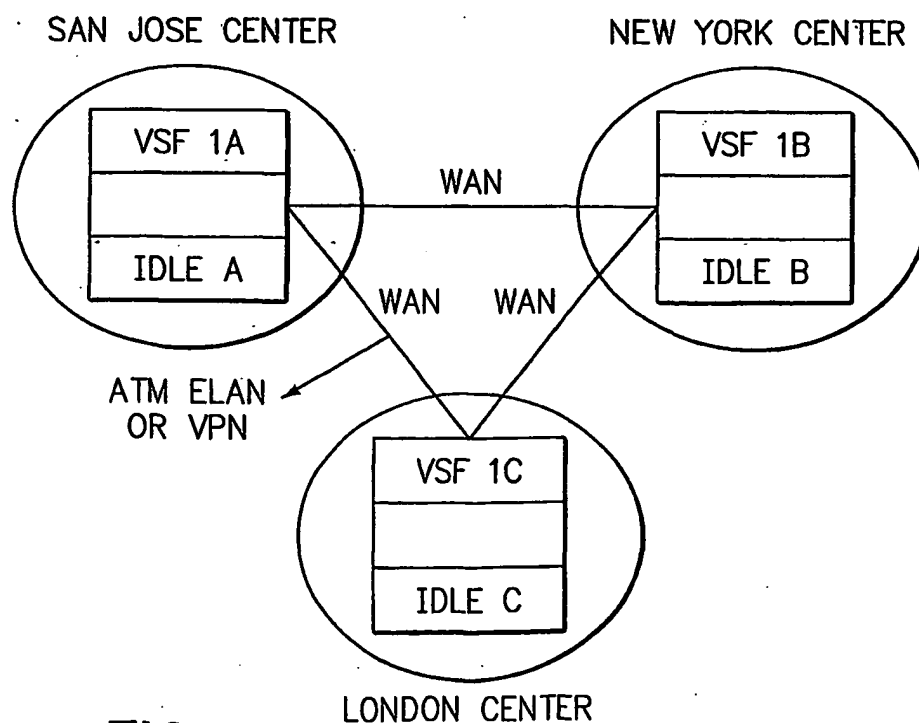 SAN JOSE CENTER
NEW YORK CENTER
VSF 1A
VSF 1B
WAN
IDLE A
IDLE B
WAN
WAN
ATM ELAN
OR VPN
VSF 1C
IDLE C
LONDON CENTER